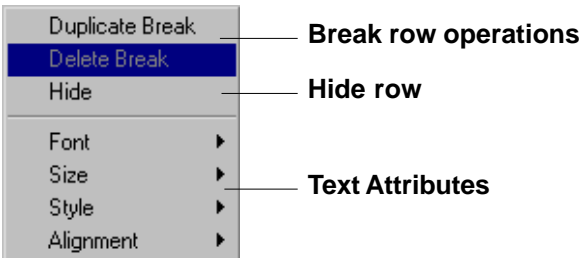 Duplicate Break
Break row operations
Delete Break
Hide
Hide row
Font
Size
Text Attributes
Style
Alignment